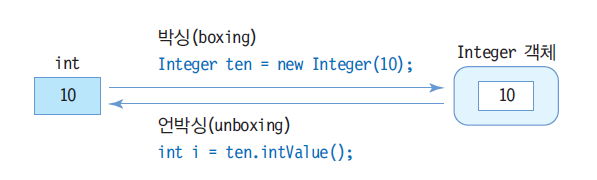 박싱(boxing)
Integer ten = new Integer(10);
int
10
Integer 객체
10
언박싱(unboxing)
int i = ten.intValue();